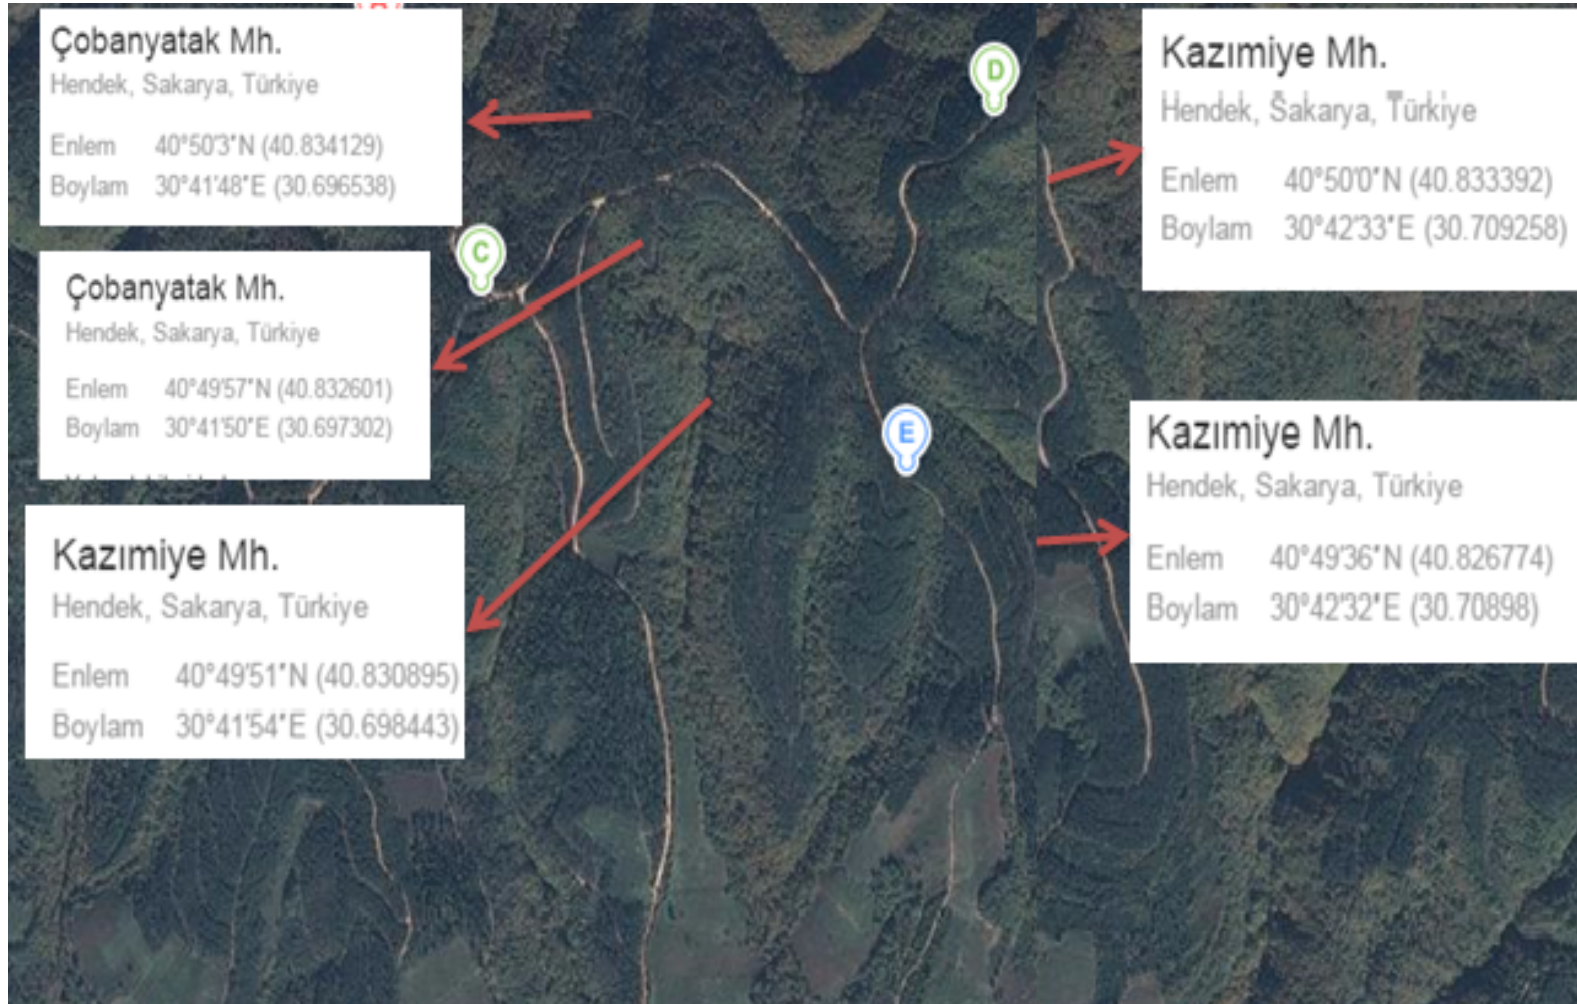 Çobanyatak Mh.
Hendek, Sakarya, Türkiye
Enlem 40°50'3"N (40.834129)
Boylam 30°41'48"E (30.696538)
Çobanyatak Mh.
Hendek, Sakarya, Türkiye
Enlem 40°49'57"N (40.832601)
Boylam 30°41'50"E (30.697302)
Kazımiye Mh.
Hendek, Sakarya, Türkiye
Enlem 40°49'51"N (40.830895)
Boylam 30°41'54"E (30.698443)
C
D
E
Kazımiye Mh.
Hendek, Sakarya, Türkiye
Enlem 40°50'0"N (40.833392)
Boylam 30°42'33"E (30.709258)
Kazımiye Mh.
Hendek, Sakarya, Türkiye
Enlem 40°49'36"N (40.826774)
Boylam 30°42'32"E (30.70898)